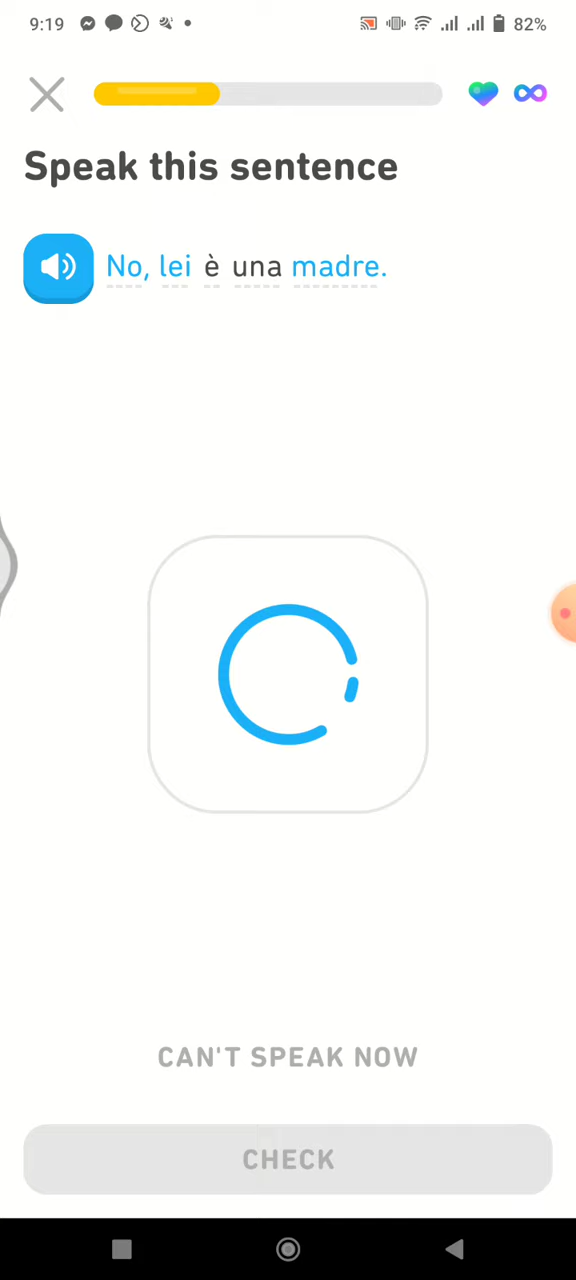 9:19 82%
Speak this sentence
No, lei è una madre.
CAN'T SPEAK NOW
CHECK